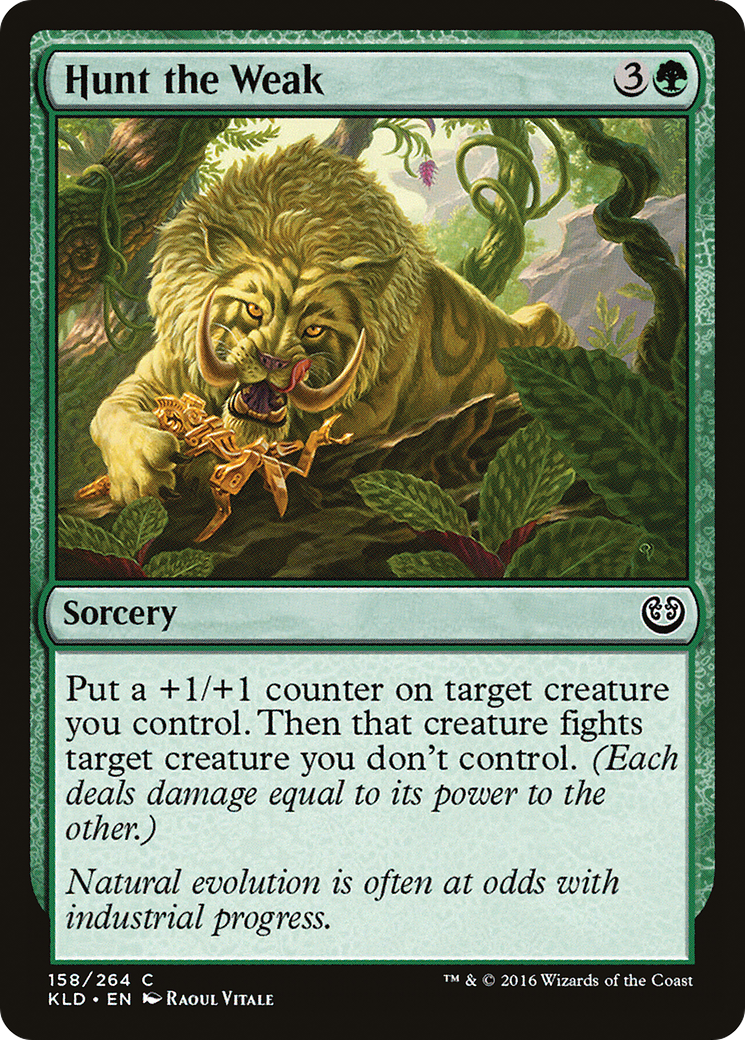 Hunt the Weak 3
Sorcery
Put a +1/+1 counter on target creature
you control. Then that creature fights
target creature you don't control. (Each
deals damage equal to its power to the
other.)
Natural evolution is often at odds with
industrial progress.
158/264 C
™ & © 2016 Wizards of the Coast
KLD • EN Raoul Vitale